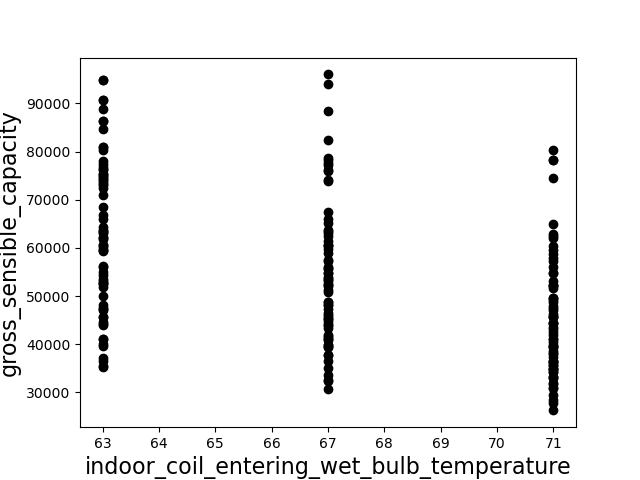 gross_sensible_capacity
90000
80000
70000
60000
50000
40000
30000
63 64 65 66 67 68 69 70 71
indoor_coil_entering_wet_bulb_temperature